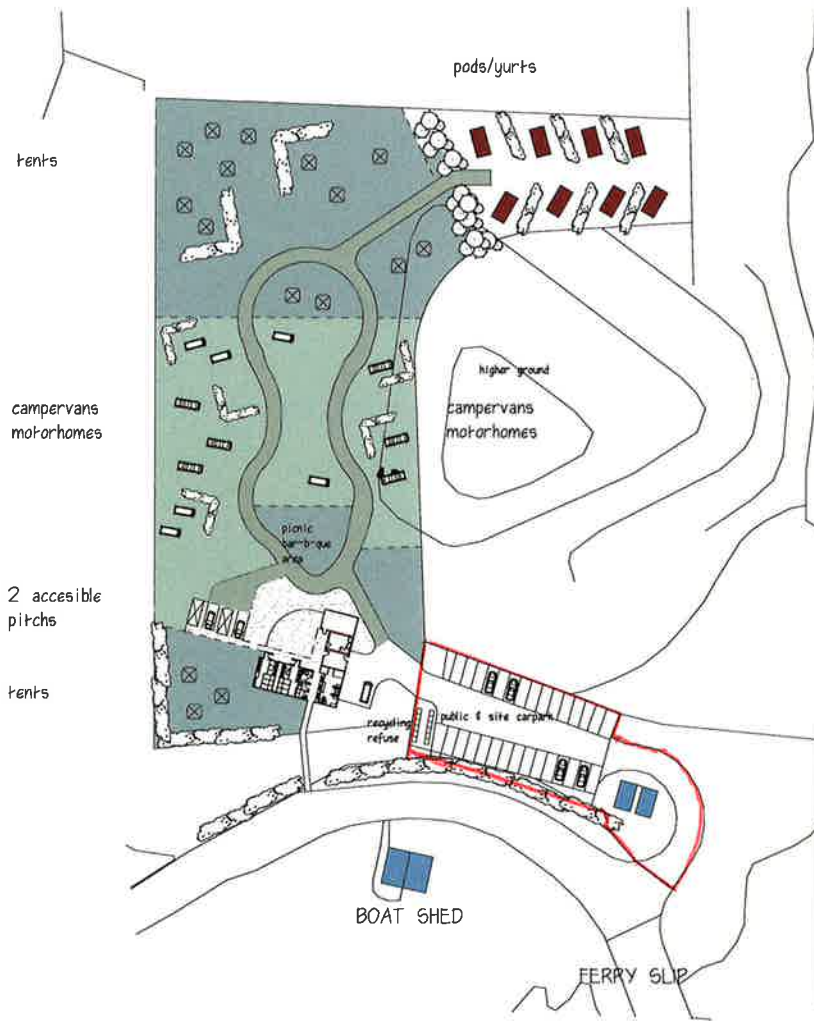 pods/yurts
tents
higher ground
campervans
motorhomes
campervans
motorhomes
picnic
bar-b-que
area
2 accesible
pitchs
tents
recycling
refuse
public & site carpark
BOAT SHED
FERRY SLIP